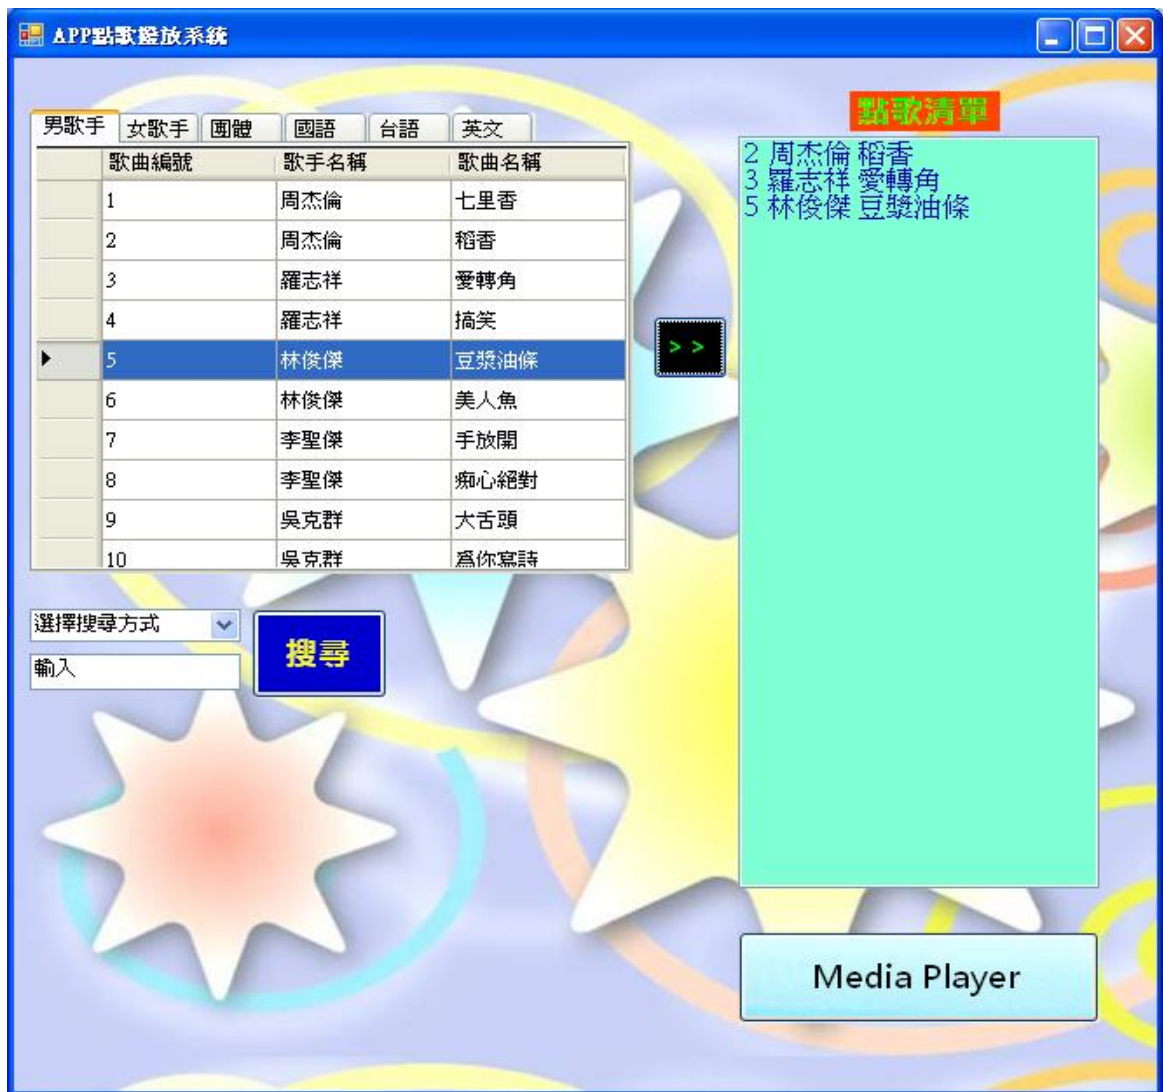 APP點歌撥放系統
男歌手 女歌手 團體 國語 台語 英文
歌曲編號 歌手名稱 歌曲名稱
1 周杰倫 七里香
2 周杰倫 稻香
3 羅志祥 愛轉角
4 羅志祥 搞笑
5 林俊傑 豆漿油條
6 林俊傑 美人魚
7 李聖傑 手放開
8 李聖傑 痴心絕對
9 吳克群 大舌頭
10 吳克群 為你寫詩
選擇搜尋方式
輸入
搜尋
>>
點歌清單
2 周杰倫 稻香
3 羅志祥 愛轉角
5 林俊傑 豆漿油條
Media Player